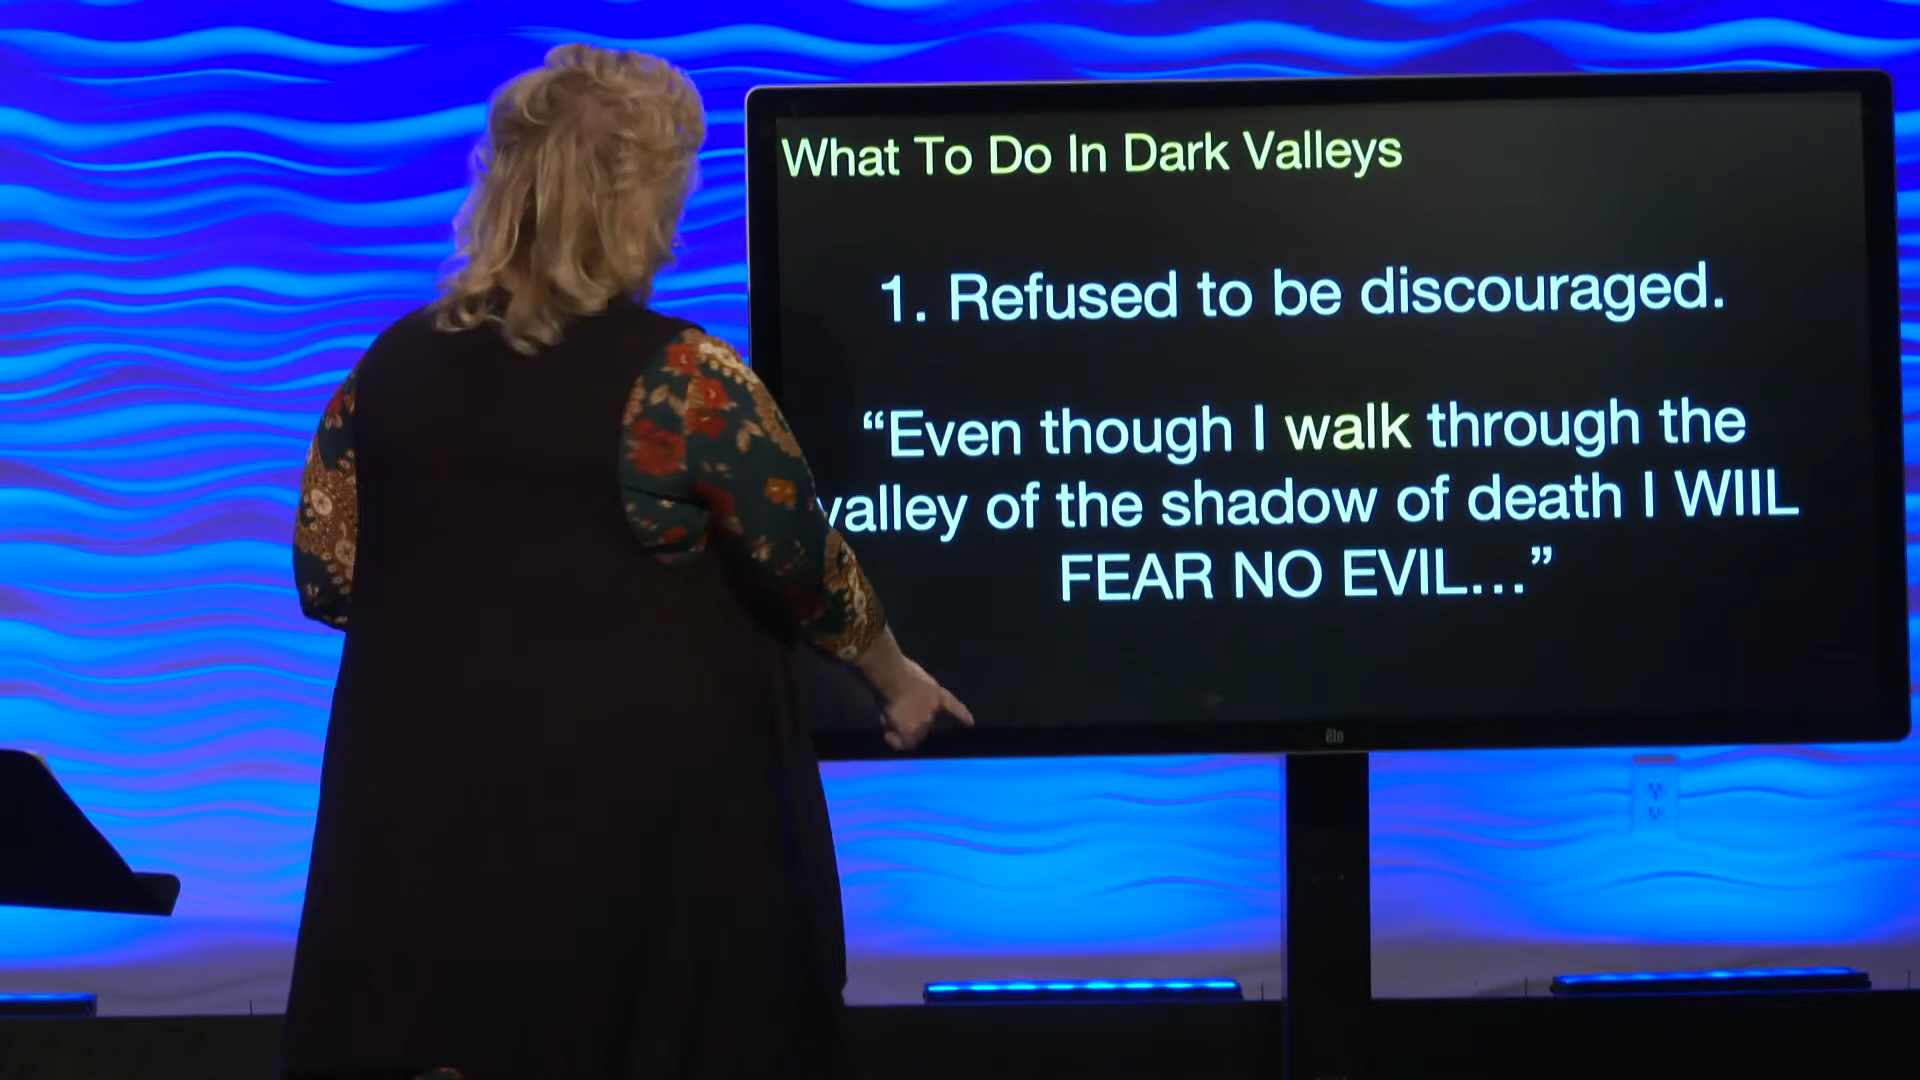 What To Do In Dark Valleys
1. Refused to be discouraged.
“Even though I walk through the
valley of the shadow of death I WIIL
FEAR NO EVIL...”
elo